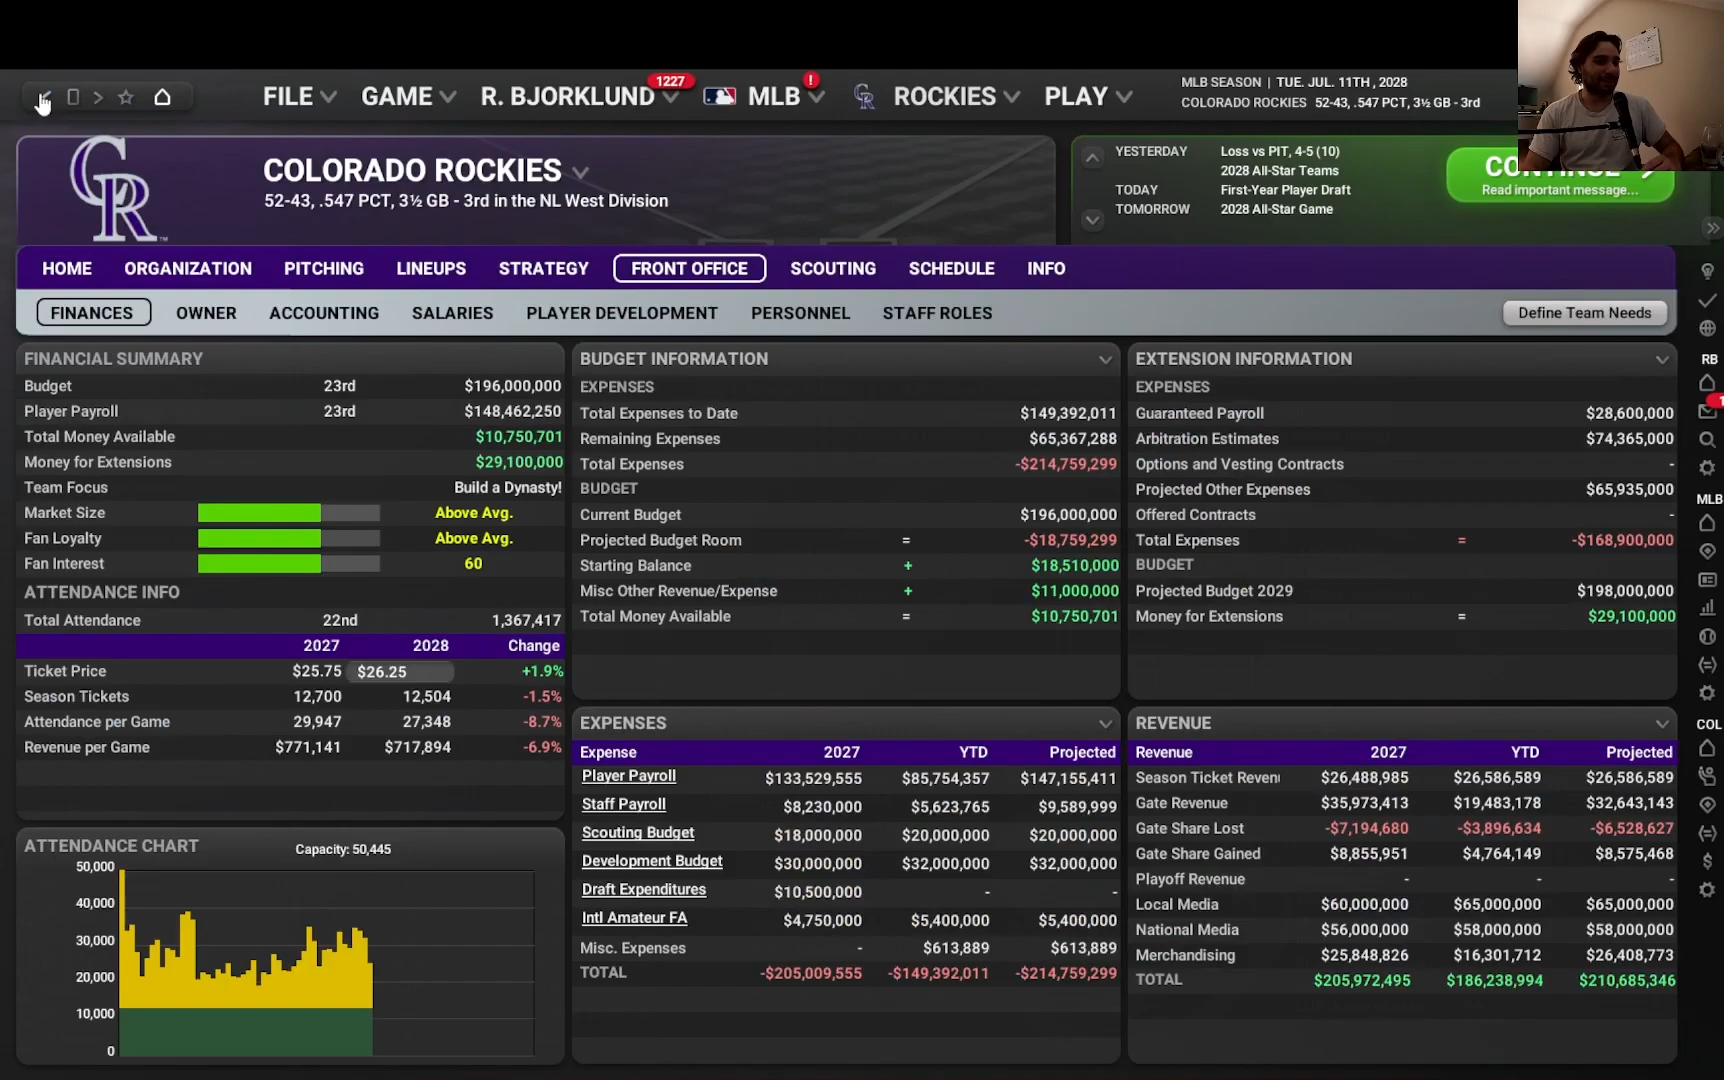 FILE GAME R. BJORKLUND 1227 MLB ! ROCKIES PLAY
MLB SEASON | TUE. JUL. 11TH, 2028
COLORADO ROCKIES 52-43, .547 PCT, 3½ GB - 3rd
COLORADO ROCKIES
52-43, .547 PCT, 3½ GB - 3rd in the NL West Division
YESTERDAY Loss vs PIT, 4-5 (10)
2028 All-Star Teams
TODAY First-Year Player Draft
TOMORROW 2028 All-Star Game
CONTINUE
Read important message...
HOME ORGANIZATION PITCHING LINEUPS STRATEGY FRONT OFFICE SCOUTING SCHEDULE INFO
FINANCES OWNER ACCOUNTING SALARIES PLAYER DEVELOPMENT PERSONNEL STAFF ROLES Define Team Needs
FINANCIAL SUMMARY
Budget 23rd $196,000,000
Player Payroll 23rd $148,462,250
Total Money Available $10,750,701
Money for Extensions $29,100,000
Team Focus Build a Dynasty!
Market Size Above Avg.
Fan Loyalty Above Avg.
Fan Interest 60
ATTENDANCE INFO
Total Attendance 22nd 1,367,417
2027 2028 Change
Ticket Price $25.75 $26.25 +1.9%
Season Tickets 12,700 12,504 -1.5%
Attendance per Game 29,947 27,348 -8.7%
Revenue per Game $771,141 $717,894 -6.9%
ATTENDANCE CHART Capacity: 50,445
50,000
40,000
30,000
20,000
10,000
0
BUDGET INFORMATION
EXPENSES
Total Expenses to Date $149,392,011
Remaining Expenses $65,367,288
Total Expenses -$214,759,299
BUDGET
Current Budget $196,000,000
Projected Budget Room = -$18,759,299
Starting Balance + $18,510,000
Misc Other Revenue/Expense + $11,000,000
Total Money Available = $10,750,701
EXTENSION INFORMATION
EXPENSES
Guaranteed Payroll $28,600,000
Arbitration Estimates $74,365,000
Options and Vesting Contracts -
Projected Other Expenses $65,935,000
Offered Contracts -
Total Expenses = -$168,900,000
BUDGET
Projected Budget 2029 $198,000,000
Money for Extensions = $29,100,000
EXPENSES
Expense 2027 YTD Projected
Player Payroll $133,529,555 $85,754,357 $147,155,411
Staff Payroll $8,230,000 $5,623,765 $9,589,999
Scouting Budget $18,000,000 $20,000,000 $20,000,000
Development Budget $30,000,000 $32,000,000 $32,000,000
Draft Expenditures $10,500,000 - -
Intl Amateur FA $4,750,000 $5,400,000 $5,400,000
Misc. Expenses - $613,889 $613,889
TOTAL -$205,009,555 -$149,392,011 -$214,759,299
REVENUE
Revenue 2027 YTD Projected
Season Ticket Reven $26,488,985 $26,586,589 $26,586,589
Gate Revenue $35,973,413 $19,483,178 $32,643,143
Gate Share Lost -$7,194,680 -$3,896,634 -$6,528,627
Gate Share Gained $8,855,951 $4,764,149 $8,575,468
Playoff Revenue - - -
Local Media $60,000,000 $65,000,000 $65,000,000
National Media $56,000,000 $58,000,000 $58,000,000
Merchandising $25,848,826 $16,301,712 $26,408,773
TOTAL $205,972,495 $186,238,994 $210,685,346
RB
1
MLB
COL